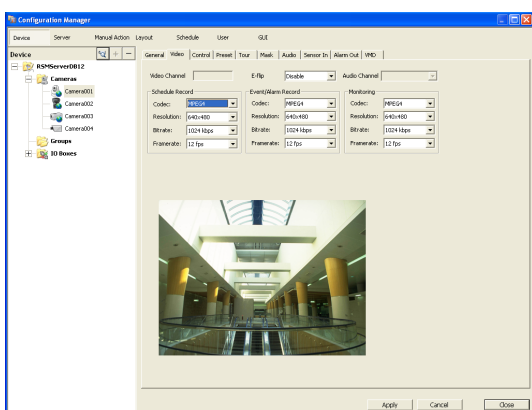 Configuration Manager
Device Server Manual Action Layout Schedule User GUI
Device
General Video Control Preset Tour Mask Audio Sensor In Alarm Out VMD
RSMServerDB12
Cameras
Camera001
Camera002
Camera003
Camera004
Groups
IO Boxes
Video Channel E-flip Disable Audio Channel
Schedule Record Event/Alarm Record Monitoring
Codec: MPEG4 Codec: MPEG4 Codec: MPEG4
Resolution: 640x480 Resolution: 640x480 Resolution: 640x480
Bitrate: 1024 kbps Bitrate: 1024 kbps Bitrate: 1024 kbps
Framerate: 12 fps Framerate: 12 fps Framerate: 12 fps
Apply Cancel Close